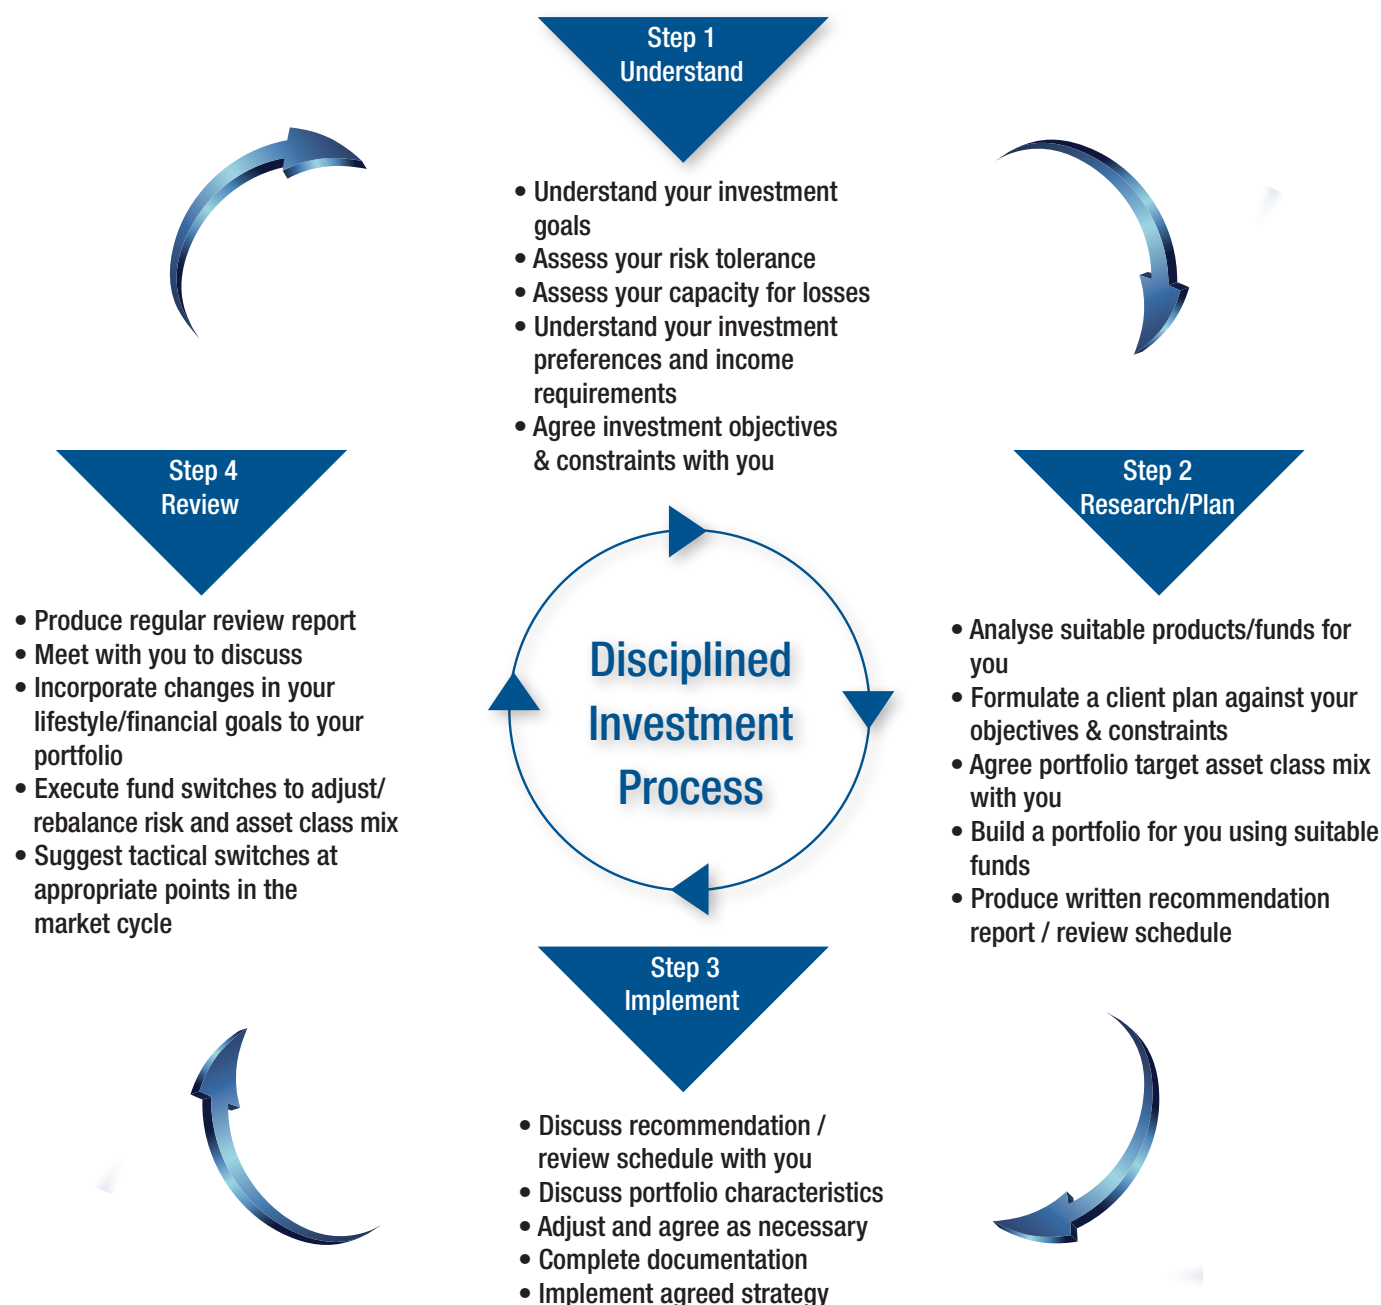 Step 1
Understand
• Understand your investment
goals
• Assess your risk tolerance
• Assess your capacity for losses
• Understand your investment
preferences and income
requirements
• Agree investment objectives
& constraints with you
Step 2
Research/Plan
• Analyse suitable products/funds for
you
• Formulate a client plan against your
objectives & constraints
• Agree portfolio target asset class mix
with you
• Build a portfolio for you using suitable
funds
• Produce written recommendation
report / review schedule
Step 3
Implement
• Discuss recommendation /
review schedule with you
• Discuss portfolio characteristics
• Adjust and agree as necessary
• Complete documentation
• Implement agreed strategy
Step 4
Review
• Produce regular review report
• Meet with you to discuss
• Incorporate changes in your
lifestyle/financial goals to your
portfolio
• Execute fund switches to adjust/
rebalance risk and asset class mix
• Suggest tactical switches at
appropriate points in the
market cycle
Disciplined
Investment
Process